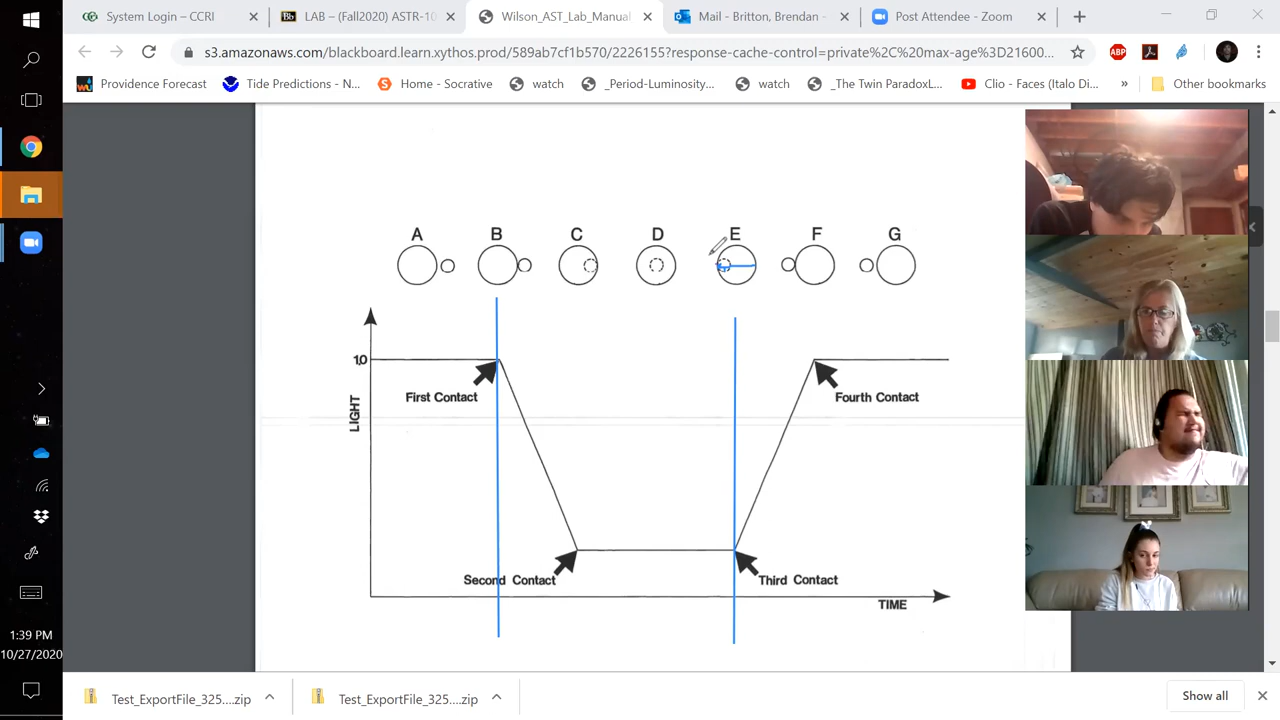 System Login – CCRI
LAB – (Fall2020) ASTR-10
Wilson_AST_Lab_Manual
Mail - Britton, Brendan -
Post Attendee - Zoom
s3.amazonaws.com/blackboard.learn.xythos.prod/589ab7cf1b570/2226155?response-cache-control=private%2C%20max-age%3D21600...
ABP
Providence Forecast
Tide Predictions - N...
Home - Socrative
watch
_Period-Luminosity...
watch
_The Twin ParadoxL...
Clio - Faces (Italo Di...
»
Other bookmarks
A B C D E F G
1.0
LIGHT
First Contact
Fourth Contact
Second Contact
Third Contact
TIME
1:39 PM
10/27/2020
Test_ExportFile_325....zip
Test_ExportFile_325....zip
Show all